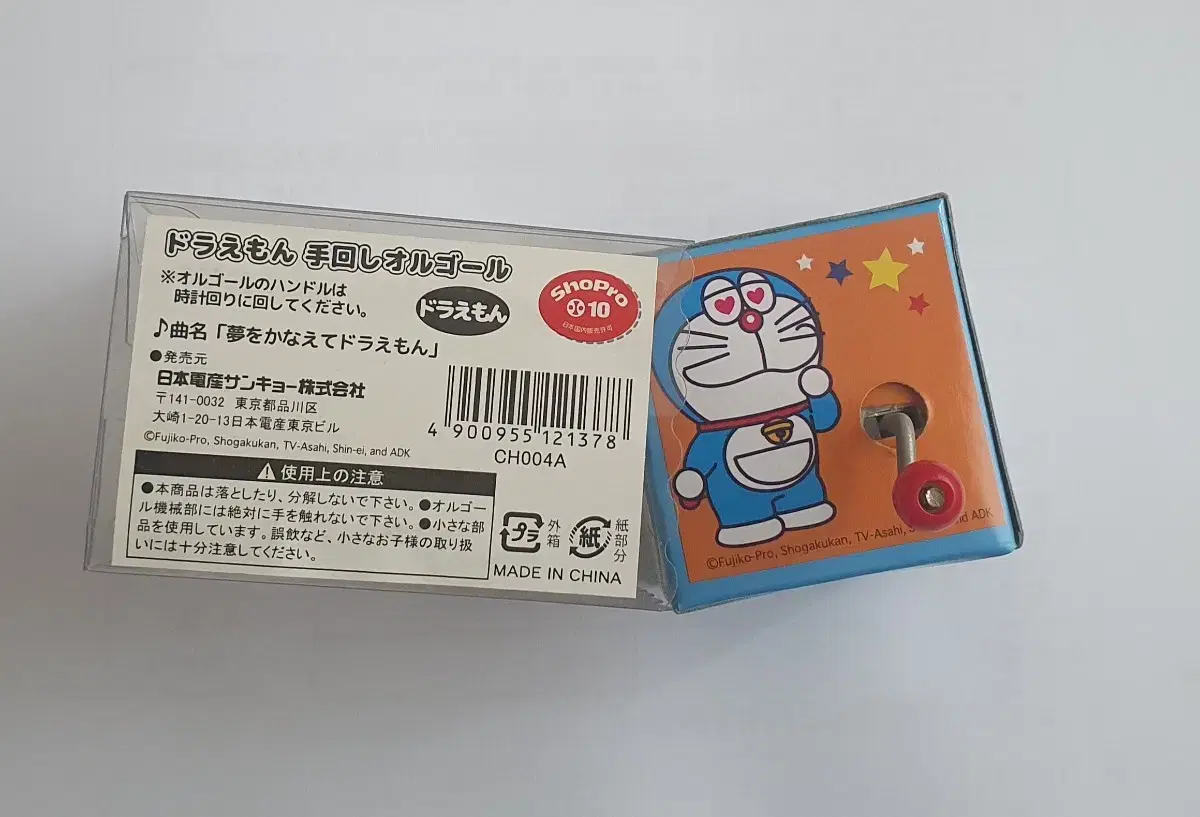 ドラえもん 手回しオルゴール
※オルゴールのハンドルは
時計回りに回してください。
ドラえもん
ShoPro
10
日本国内販売許可
♪曲名「夢をかなえてドラえもん」
●発売元
日本電産サンキョー株式会社
〒141-0032 東京都品川区
大崎1-20-13日本電産東京ビル
©Fujiko-Pro, Shogakukan, TV-Asahi, Shin-ei, and ADK
4 900955 121378
CH004A
⚠使用上の注意
●本商品は落としたり、分解しないで下さい。●オルゴー
ル機械部には絶対に手を触れないで下さい。●小さな部
品を使用しています。誤飲など、小さなお子様の取り扱
いには十分注意してください。
プラ
外箱
紙
紙部分
MADE IN CHINA
©Fujiko-Pro, Shogakukan, TV-Asahi, and ADK